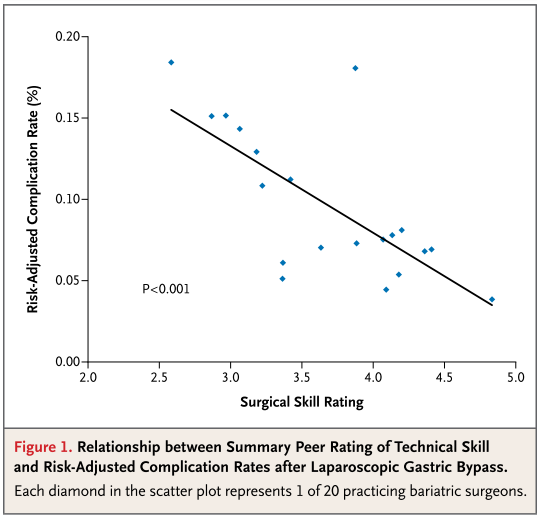 0.20
0.15
0.10
0.05
0.00
Risk-Adjusted Complication Rate (%)
P<0.001
2.0 2.5 3.0 3.5 4.0 4.5 5.0
Surgical Skill Rating
Figure 1. Relationship between Summary Peer Rating of Technical Skill
and Risk-Adjusted Complication Rates after Laparoscopic Gastric Bypass.
Each diamond in the scatter plot represents 1 of 20 practicing bariatric surgeons.